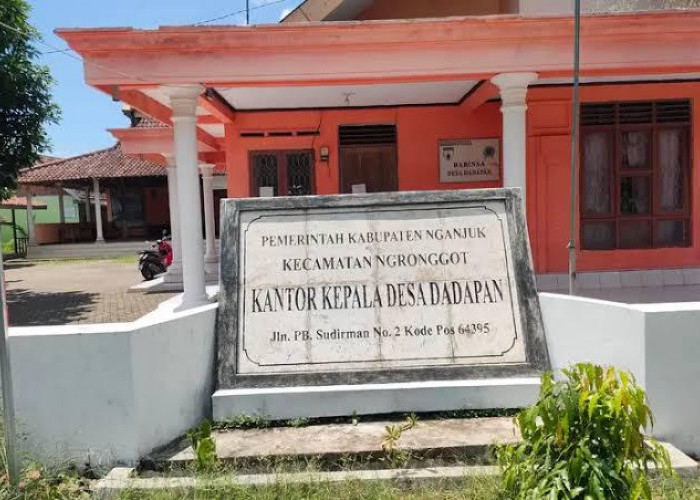 BABINSA
DESA DADAPAN
PEMERINTAH KABUPATEN NGANJUK
KECAMATAN NGRONGGOT
KANTOR KEPALA DESA DADAPAN
Jln. PB. Sudirman No. 2 Kode Pos 64395